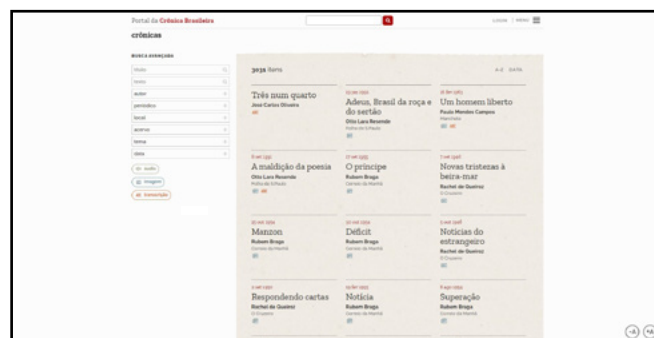 Portal da Crônica Brasileira
LOGIN | MENU
crônicas
BUSCA AVANÇADA
título
texto
autor
periódico
local
acervo
tema
data
áudio
imagem
transcrição
3031 itens
A-Z DATA
Três num quarto
José Carlos Oliveira
Adeus, Brasil da roça e do sertão
Otto Lara Resende
Folha de S.Paulo
Um homem liberto
Paulo Mendes Campos
Manchete
A maldição da poesia
Otto Lara Resende
Folha de S.Paulo
O príncipe
Rubem Braga
Correio da Manhã
Novas tristezas à beira-mar
Rachel de Queiroz
O Cruzeiro
Manzon
Rubem Braga
Correio da Manhã
Déficit
Rubem Braga
Correio da Manhã
Notícias do estrangeiro
Rachel de Queiroz
O Cruzeiro
Respondendo cartas
Rachel de Queiroz
O Cruzeiro
Notícia
Rubem Braga
Correio da Manhã
Superação
Rubem Braga
Correio da Manhã
-A +A